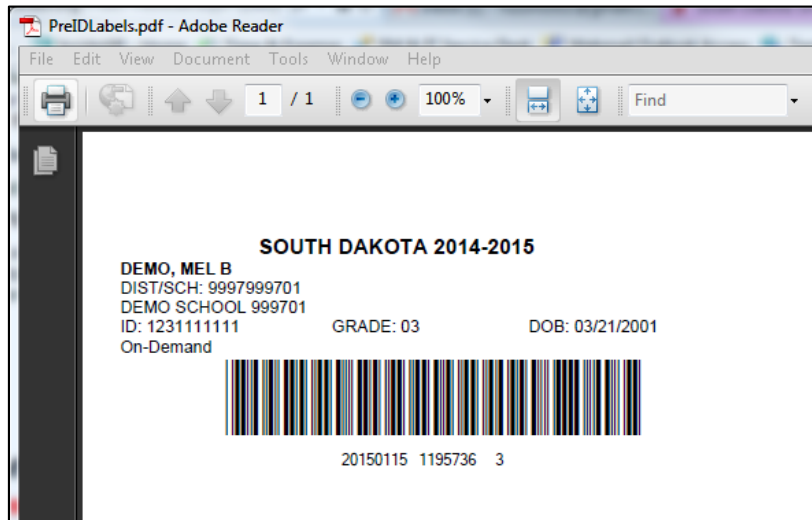 PreIDLabels.pdf - Adobe Reader
File Edit View Document Tools Window Help
1 / 1 100% Find
SOUTH DAKOTA 2014-2015
DEMO, MEL B
DIST/SCH: 9997999701
DEMO SCHOOL 999701
ID: 1231111111 GRADE: 03 DOB: 03/21/2001
On-Demand
20150115 1195736 3